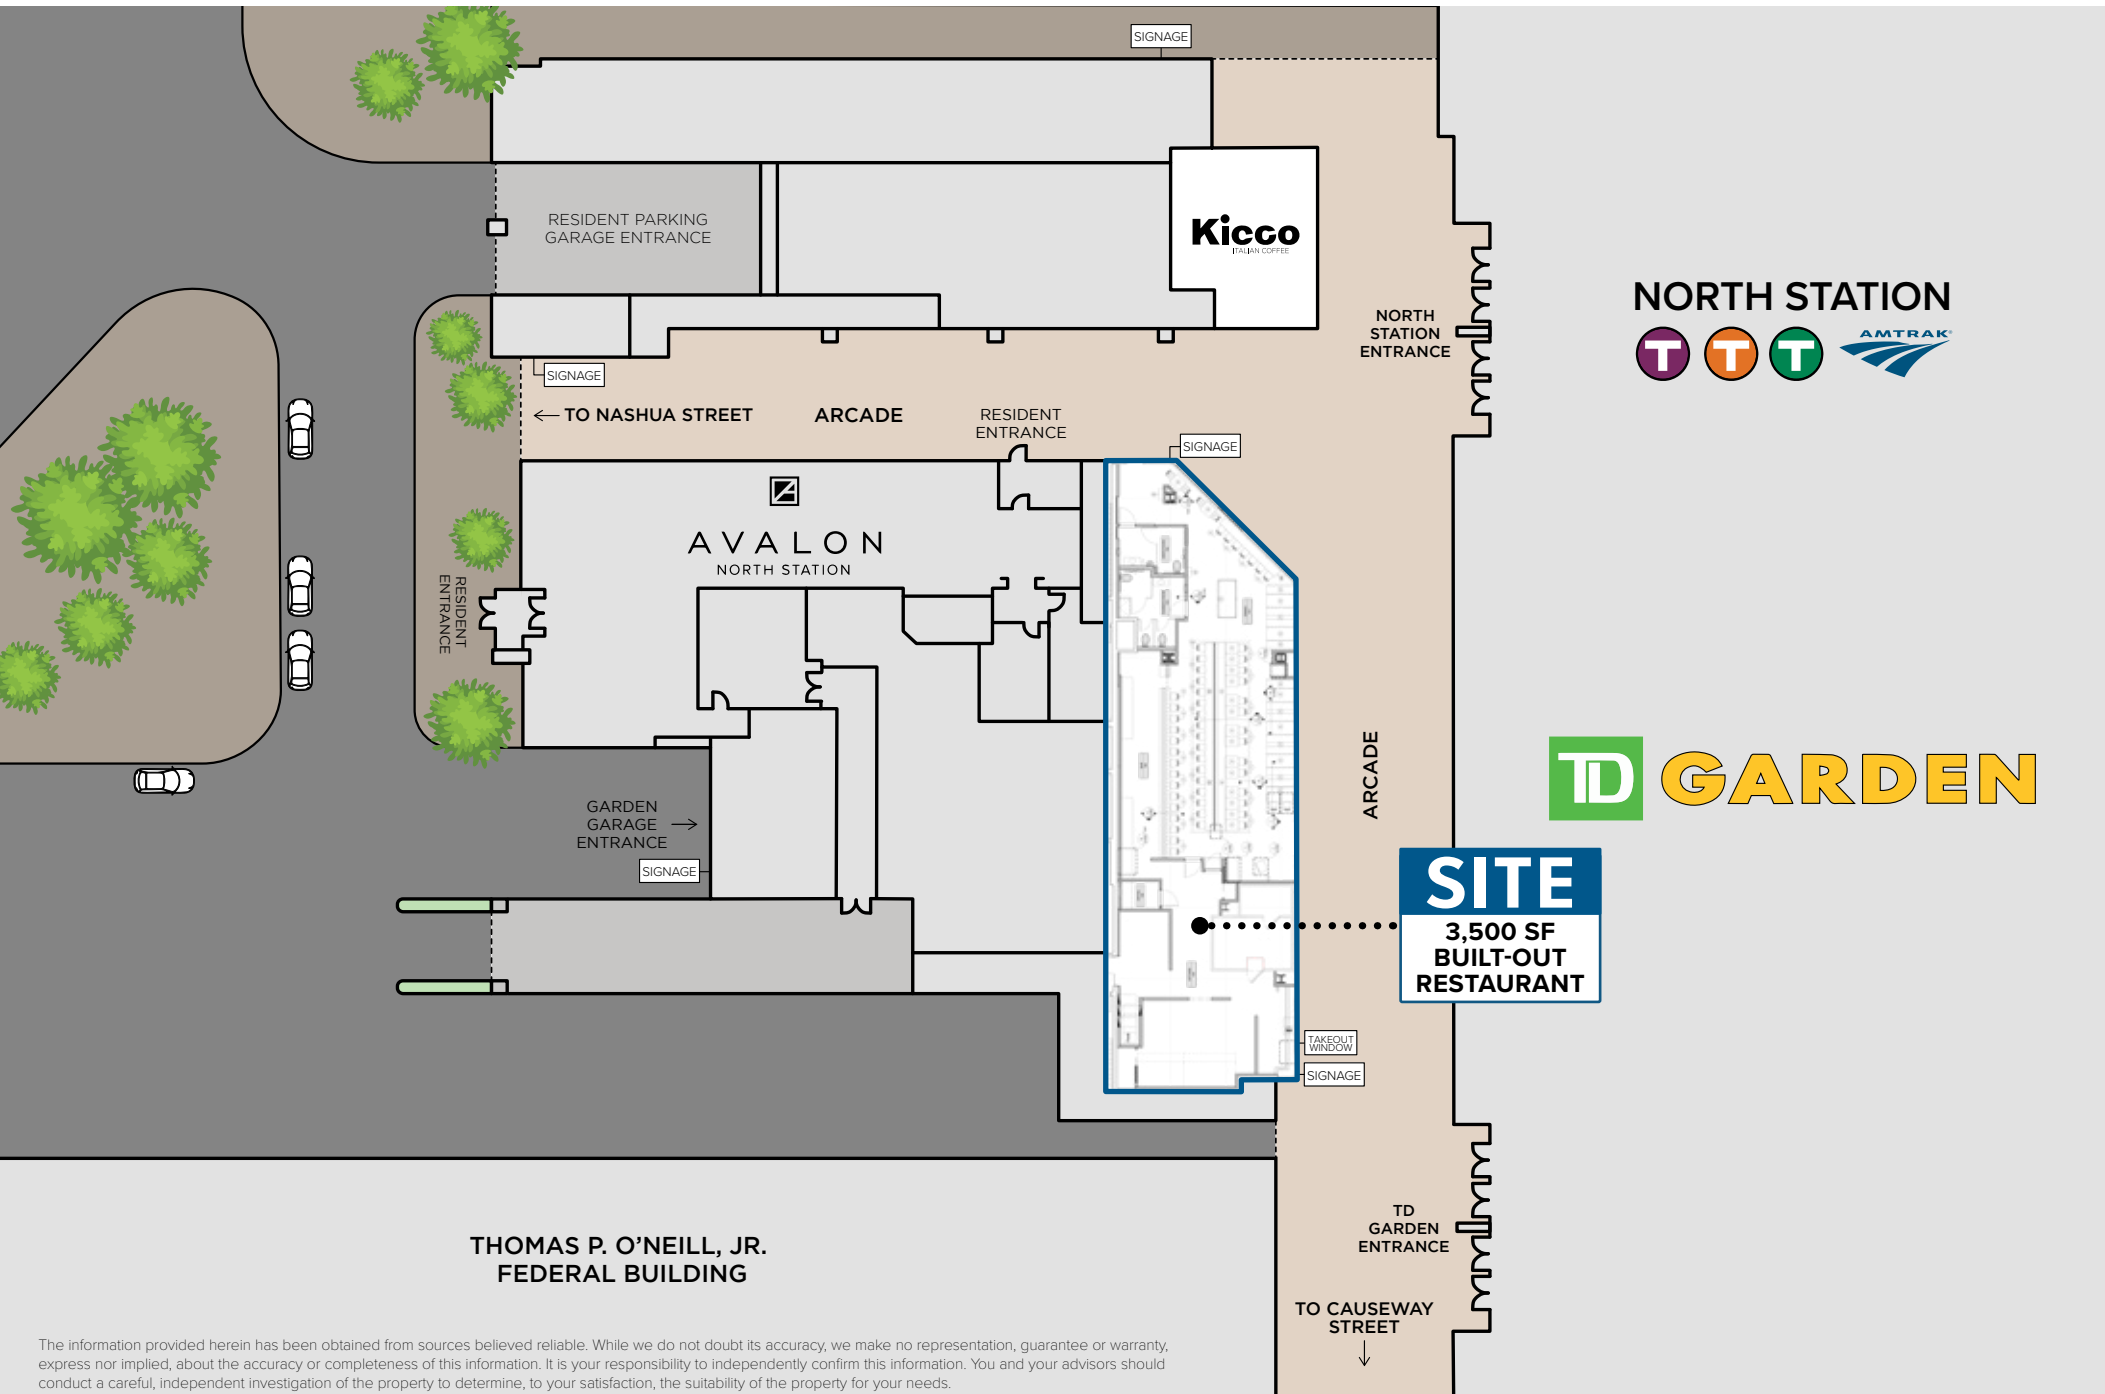 SIGNAGE
RESIDENT PARKING
GARAGE ENTRANCE
Kicco
ITALIAN COFFEE
NORTH
STATION
ENTRANCE
NORTH STATION
T T T AMTRAK
SIGNAGE
← TO NASHUA STREET
ARCADE
RESIDENT
ENTRANCE
SIGNAGE
AVALON
NORTH STATION
RESIDENT
ENTRANCE
ARCADE
TD GARDEN
GARDEN
GARAGE →
ENTRANCE
SIGNAGE
SITE
3,500 SF
BUILT-OUT
RESTAURANT
TAKEOUT
WINDOW
SIGNAGE
TD
GARDEN
ENTRANCE
THOMAS P. O’NEILL, JR.
FEDERAL BUILDING
TO CAUSEWAY
STREET
↓
The information provided herein has been obtained from sources believed reliable. While we do not doubt its accuracy, we make no representation, guarantee or warranty,
express nor implied, about the accuracy or completeness of this information. It is your responsibility to independently confirm this information. You and your advisors should
conduct a careful, independent investigation of the property to determine, to your satisfaction, the suitability of the property for your needs.